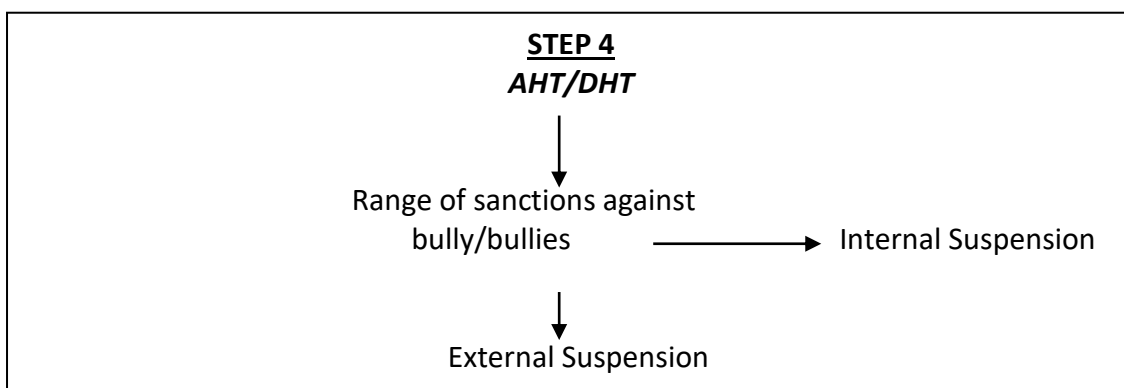 STEP 4
AHT/DHT
Range of sanctions against
bully/bullies
Internal Suspension
External Suspension